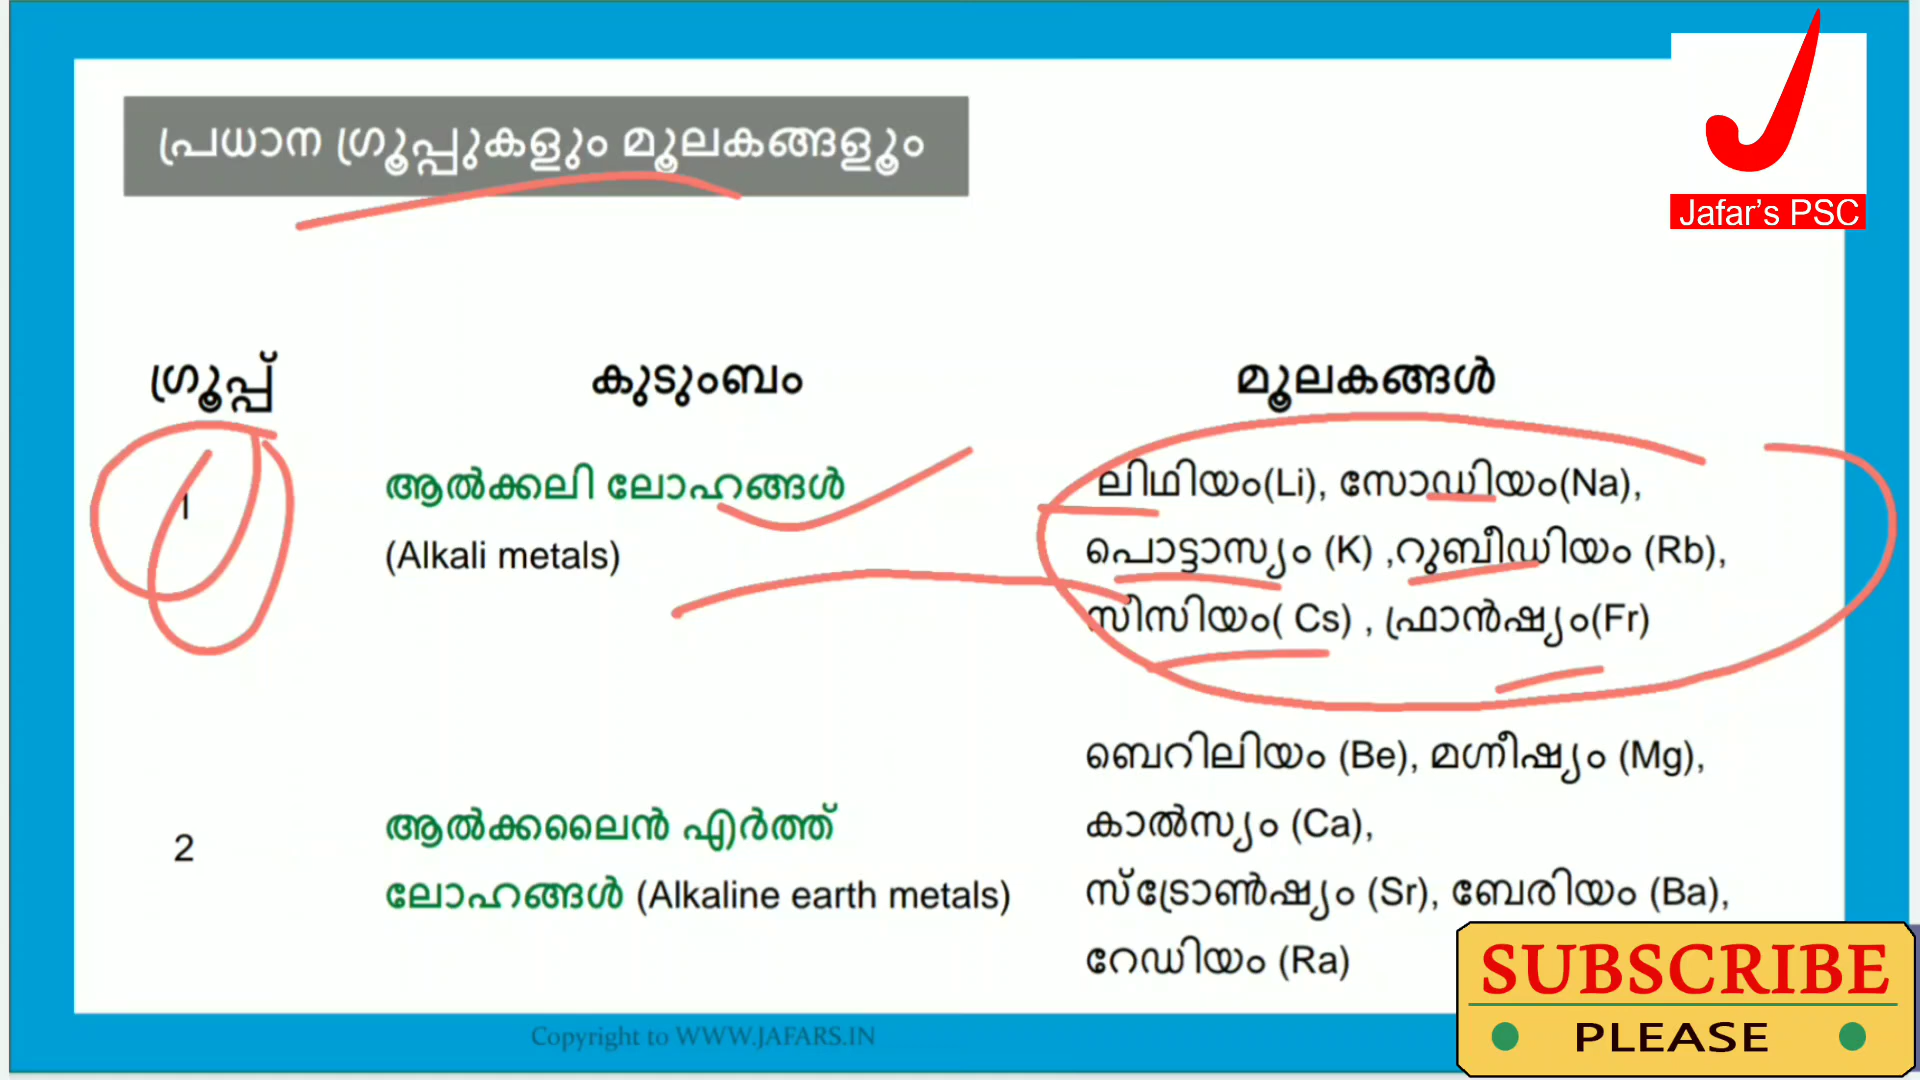 പ്രധാന ഗ്രൂപ്പുകളും മൂലകങ്ങളൂം
Jafar's PSC
ഗ്രൂപ്പ് കുടുംബം മൂലകങ്ങൾ
1 ആൽക്കലി ലോഹങ്ങൾ
(Alkali metals)
ലിഥിയം(Li), സോഡിയം(Na),
പൊട്ടാസ്യം (K) ,റുബീഡിയം (Rb),
സീസിയം( Cs) , ഫ്രാൻഷ്യം(Fr)
2 ആൽക്കലൈൻ എർത്ത്
ലോഹങ്ങൾ (Alkaline earth metals)
ബെറിലിയം (Be), മഗ്നീഷ്യം (Mg),
കാൽസ്യം (Ca),
സ്ട്രോൺഷ്യം (Sr), ബേരിയം (Ba),
റേഡിയം (Ra)
SUBSCRIBE
PLEASE
Copyright to WWW.JAFARS.IN